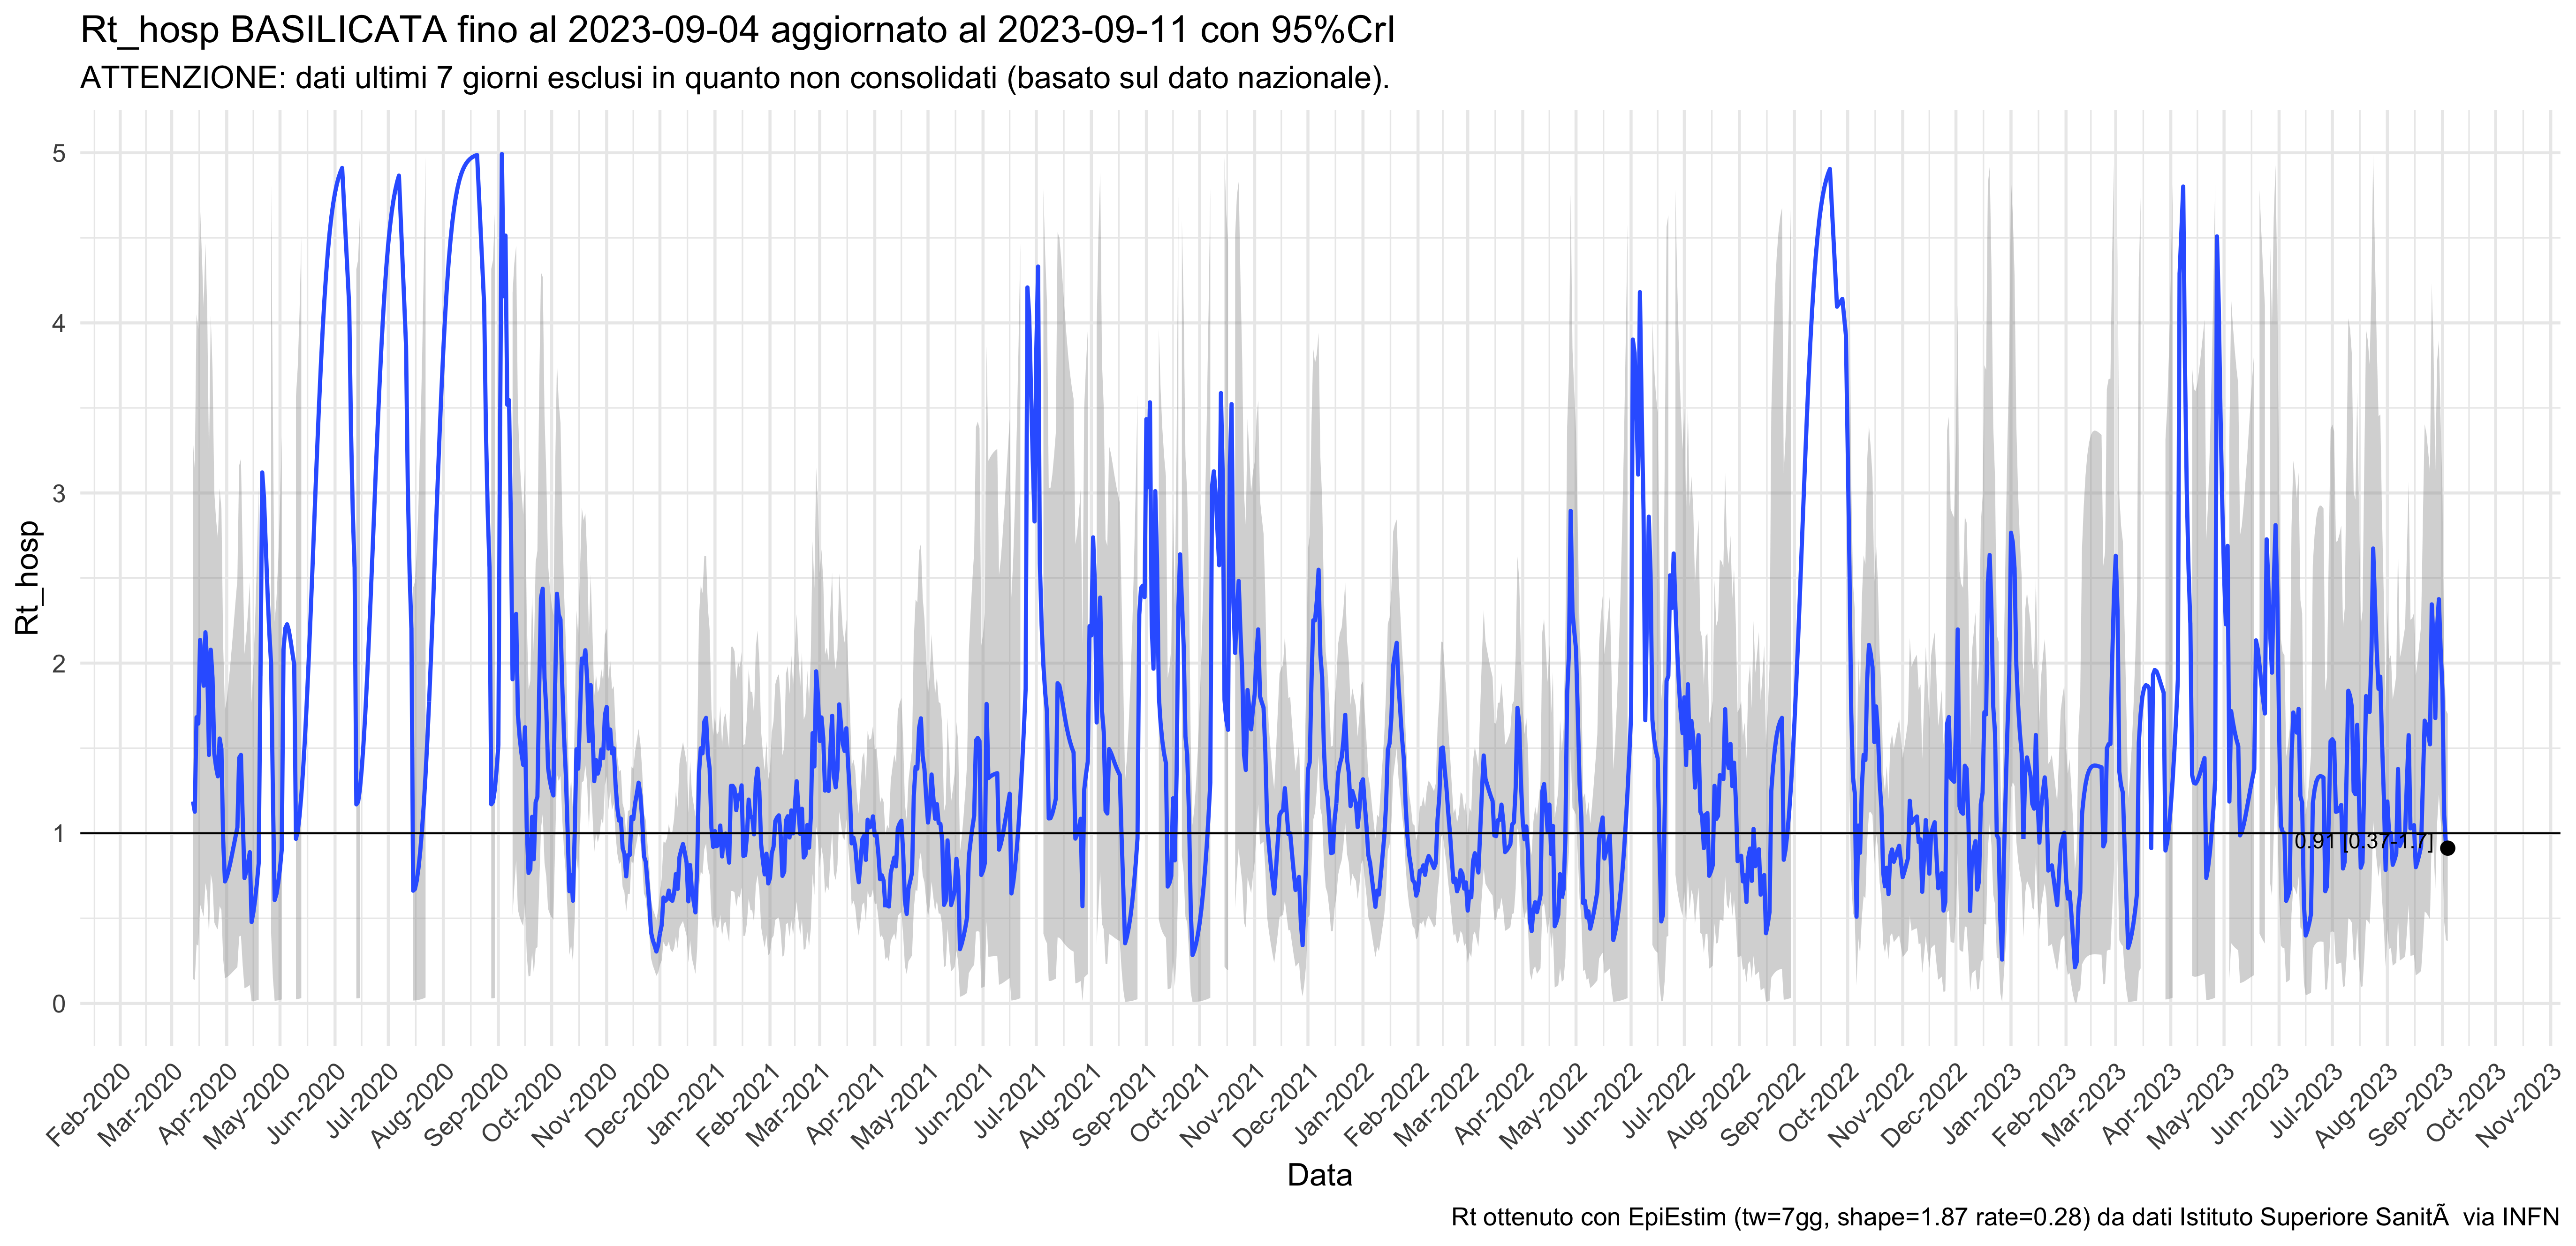 Rt_hosp BASILICATA fino al 2023-09-04 aggiornato al 2023-09-11 con 95%CrI
ATTENZIONE: dati ultimi 7 giorni esclusi in quanto non consolidati (basato sul dato nazionale).
Rt_hosp
5
4
3
2
1
0
0.91 [0.37-1.7]
Feb-2020
Mar-2020
Apr-2020
May-2020
Jun-2020
Jul-2020
Aug-2020
Sep-2020
Oct-2020
Nov-2020
Dec-2020
Jan-2021
Feb-2021
Mar-2021
Apr-2021
May-2021
Jun-2021
Jul-2021
Aug-2021
Sep-2021
Oct-2021
Nov-2021
Dec-2021
Jan-2022
Feb-2022
Mar-2022
Apr-2022
May-2022
Jun-2022
Jul-2022
Aug-2022
Sep-2022
Oct-2022
Nov-2022
Dec-2022
Jan-2023
Feb-2023
Mar-2023
Apr-2023
May-2023
Jun-2023
Jul-2023
Aug-2023
Sep-2023
Oct-2023
Nov-2023
Data
Rt ottenuto con EpiEstim (tw=7gg, shape=1.87 rate=0.28) da dati Istituto Superiore SanitÃ  via INFN